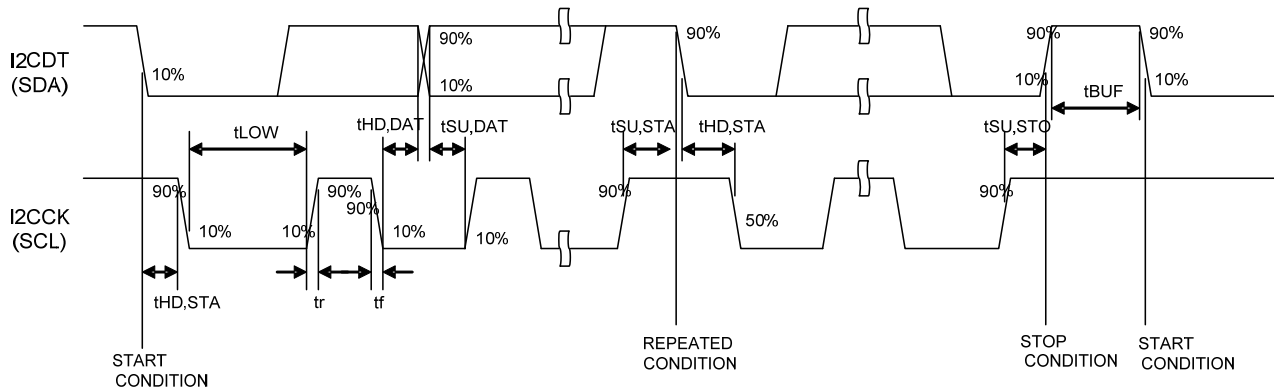 I2CDT
(SDA)
10%
90%
10%
90%
90%
10%
90%
10%
tBUF
tLOW
tHD,DAT
tSU,DAT
tSU,STA
tHD,STA
tSU,STO
I2CCK
(SCL)
90%
10%
10%
90%
90%
10%
10%
90%
50%
90%
tHD,STA
tr
tf
START
CONDITION
REPEATED
CONDITION
STOP
CONDITION
START
CONDITION